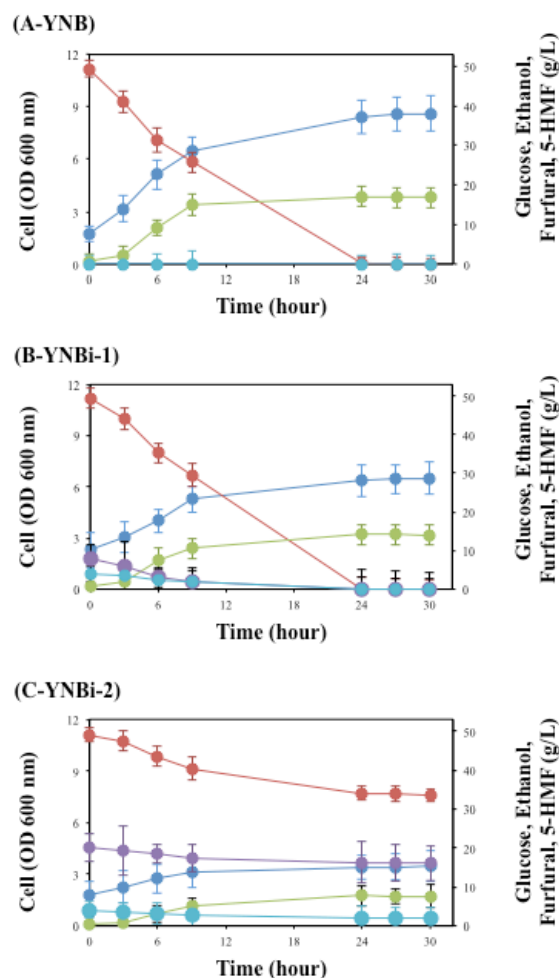 (A-YNB)
12
9
6
3
0
50
40
30
20
10
0
0 6 12 18 24 30
Cell (OD 600 nm)
Glucose, Ethanol,
Furfural, 5-HMF (g/L)
Time (hour)
(B-YNBi-1)
12
9
6
3
0
50
40
30
20
10
0
0 6 12 18 24 30
Cell (OD 600 nm)
Glucose, Ethanol,
Furfural, 5-HMF (g/L)
Time (hour)
(C-YNBi-2)
12
9
6
3
0
50
40
30
20
10
0
0 6 12 18 24 30
Cell (OD 600 nm)
Glucose, Ethanol,
Furfural, 5-HMF (g/L)
Time (hour)